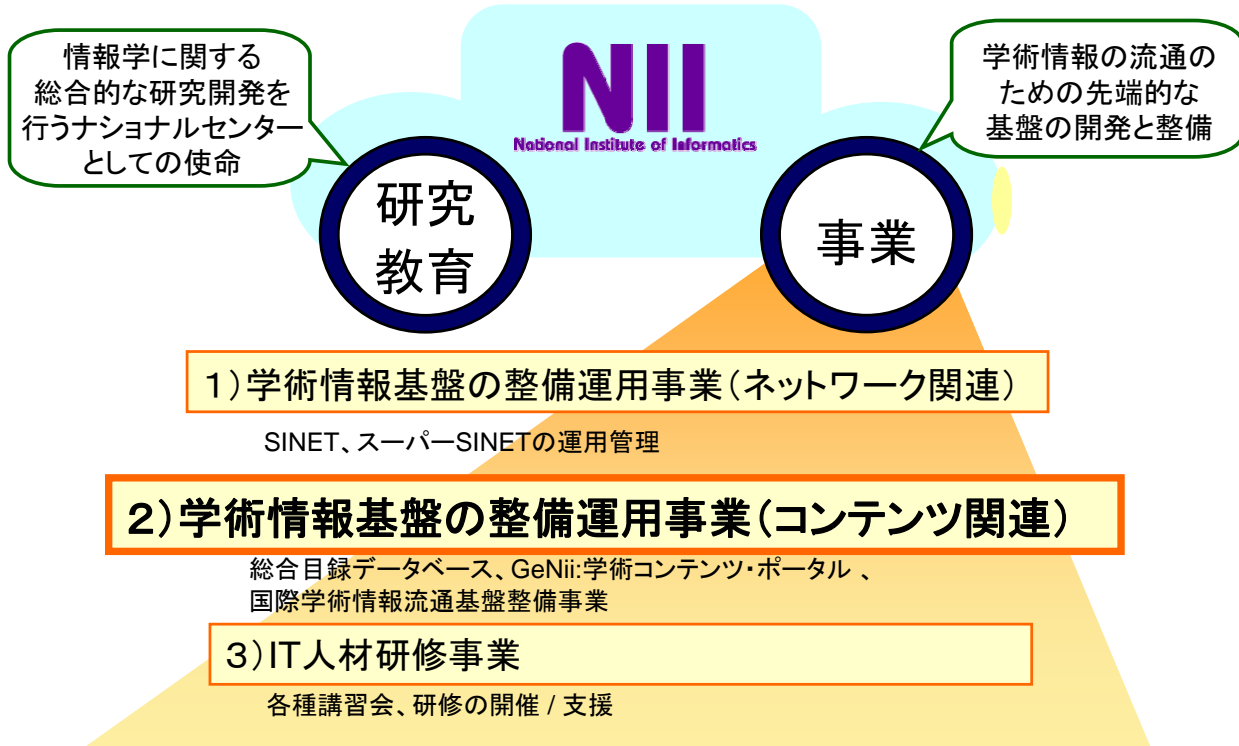 情報学に関する
総合的な研究開発を
行うナショナルセンター
としての使命
NII
National Institute of Informatics
学術情報の流通の
ための先端的な
基盤の開発と整備
研究
教育
事業
1)学術情報基盤の整備運用事業(ネットワーク関連)
SINET、スーパーSINETの運用管理
2)学術情報基盤の整備運用事業(コンテンツ関連)
総合目録データベース、GeNii:学術コンテンツ・ポータル 、
国際学術情報流通基盤整備事業
3)IT人材研修事業
各種講習会、研修の開催 / 支援